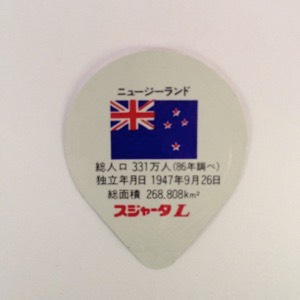 ニュージーランド
総人口 331万人(86年調べ)
独立年月日 1947年9月26日
総面積 268,808km²
スジャータ L